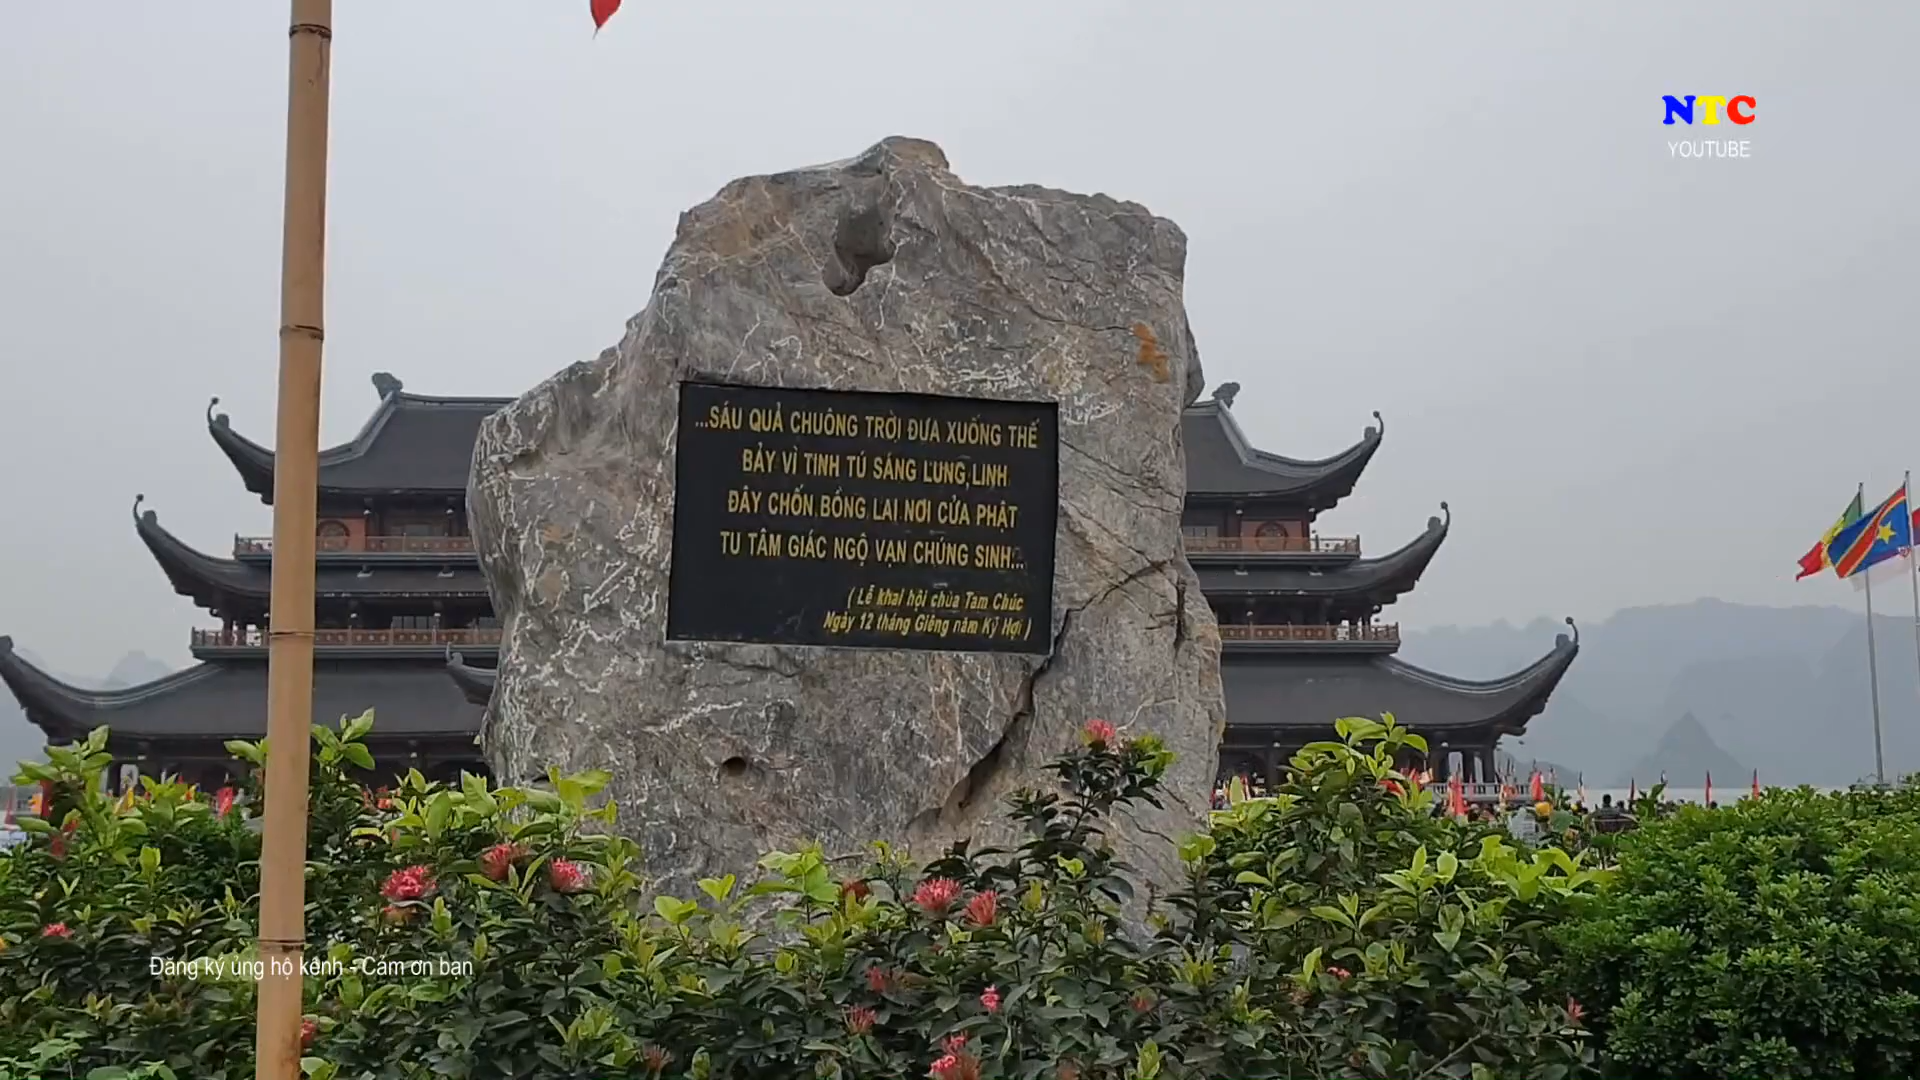 NTC
YOUTUBE
...SÁU QUẢ CHUÔNG TRỜI ĐƯA XUỐNG THẾ
BẢY VÌ TINH TÚ SÁNG LUNG LINH
ĐÂY CHỐN BỒNG LAI NƠI CỬA PHẬT
TU TÂM GIÁC NGỘ VẠN CHÚNG SINH...
( Lễ khai hội chùa Tam Chúc
Ngày 12 tháng Giêng năm Kỷ Hợi )
Đăng ký ủng hộ kênh - Cảm ơn bạn